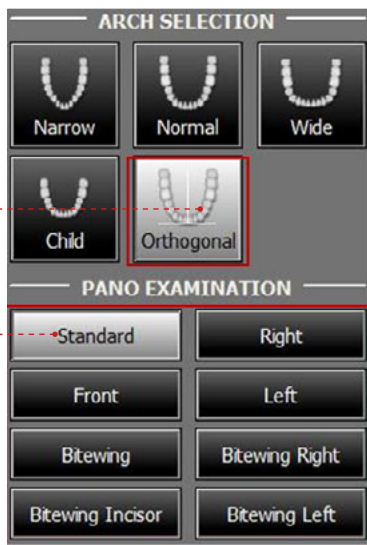 ARCH SELECTION
Narrow Normal Wide
Child Orthogonal
PANO EXAMINATION
Standard Right
Front Left
Bitewing Bitewing Right
Bitewing Incisor Bitewing Left